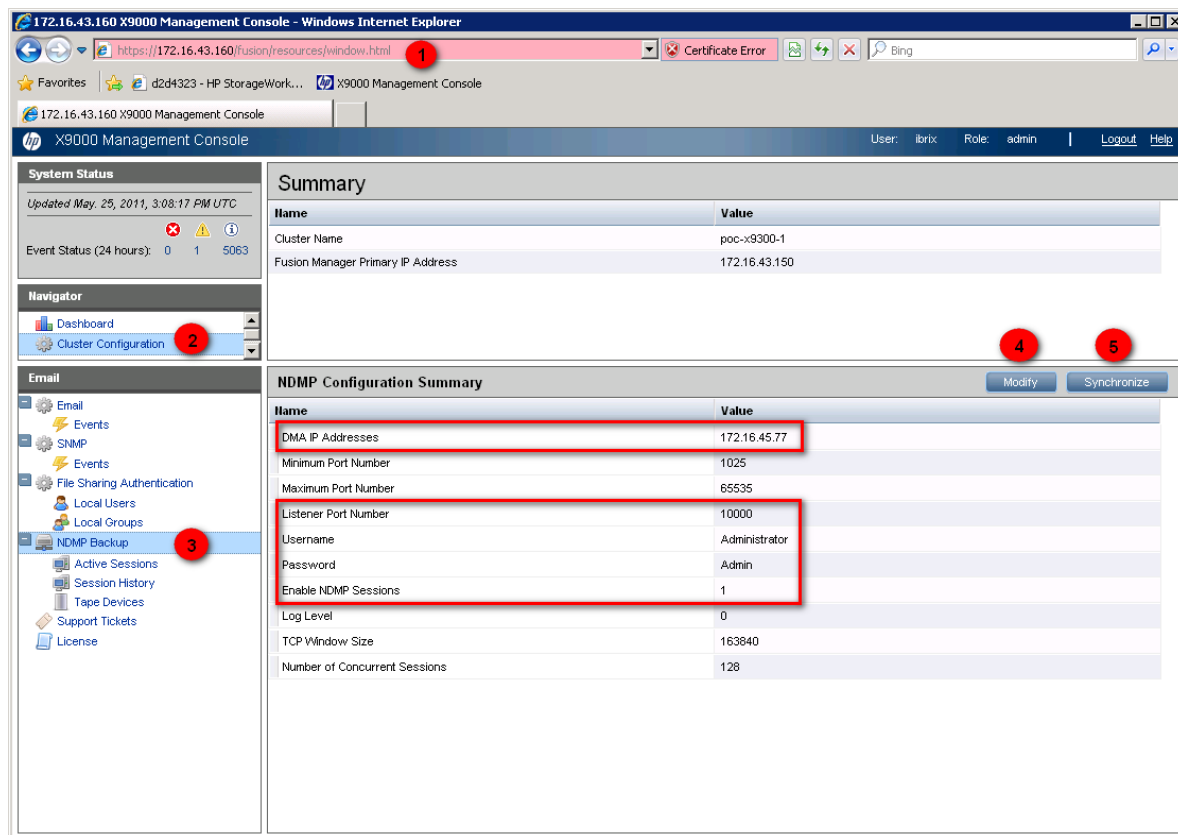 172.16.43.160 X9000 Management Console - Windows Internet Explorer
https://172.16.43.160/fusion/resources/window.html
1
Certificate Error
Bing
Favorites
d2d4323 - HP StorageWork...
X9000 Management Console
172.16.43.160 X9000 Management Console
hp X9000 Management Console
User: ibrix Role: admin | Logout Help
System Status
Updated May. 25, 2011, 3:08:17 PM UTC
Event Status (24 hours): 0 1 5063
Navigator
Dashboard
Cluster Configuration
2
Email
Email
Events
SNMP
Events
File Sharing Authentication
Local Users
Local Groups
NDMP Backup
3
Active Sessions
Session History
Tape Devices
Support Tickets
License
Summary
Name Value
Cluster Name poc-x9300-1
Fusion Manager Primary IP Address 172.16.43.150
4 5
NDMP Configuration Summary
Modify Synchronize
Name Value
DMA IP Addresses 172.16.45.77
Minimum Port Number 1025
Maximum Port Number 65535
Listener Port Number 10000
Username Administrator
Password Admin
Enable NDMP Sessions 1
Log Level 0
TCP Window Size 163840
Number of Concurrent Sessions 128